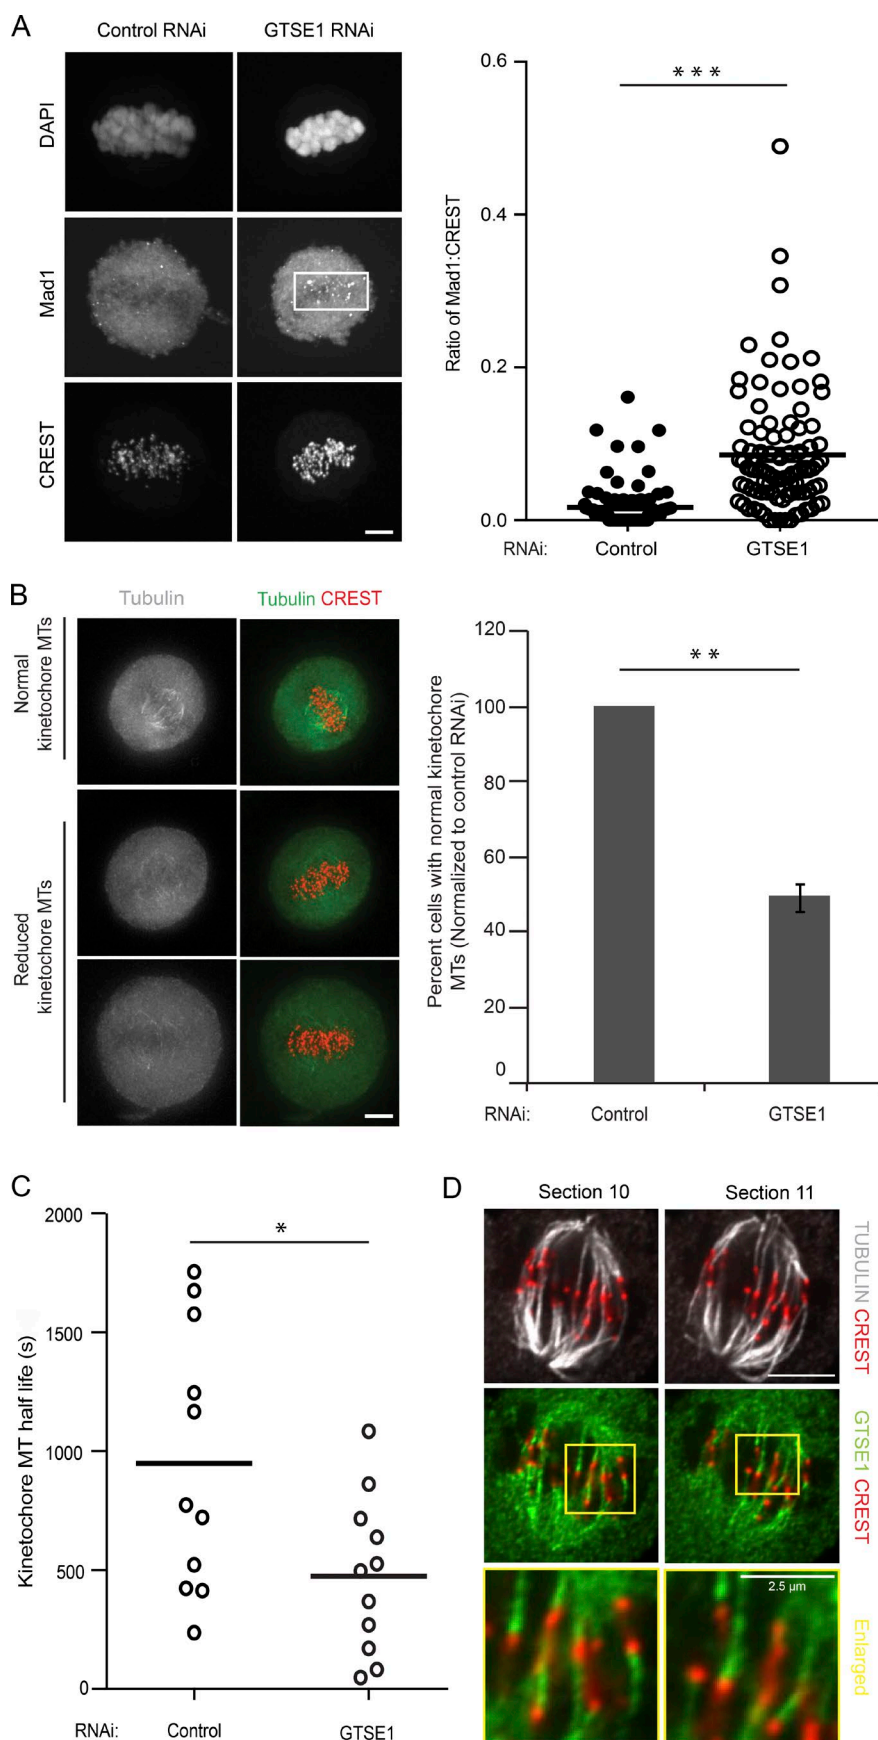 A
Control RNAi
GTSE1 RNAi
DAPI
Mad1
CREST
Ratio of Mad1:CREST
0.6
0.4
0.2
0.0
***
RNAi:
Control
GTSE1
B
Tubulin
Tubulin CREST
Normal
kinetochore MTs
Reduced
kinetochore MTs
Percent cells with normal kinetochore
MTs (Normalized to control RNAi)
120
100
80
60
40
20
0
**
RNAi:
Control
GTSE1
C
Kinetochore MT half life (s)
2000
1500
1000
500
0
*
RNAi:
Control
GTSE1
D
Section 10
Section 11
TUBULIN CREST
GTSE1 CREST
Enlarged
2.5 µm